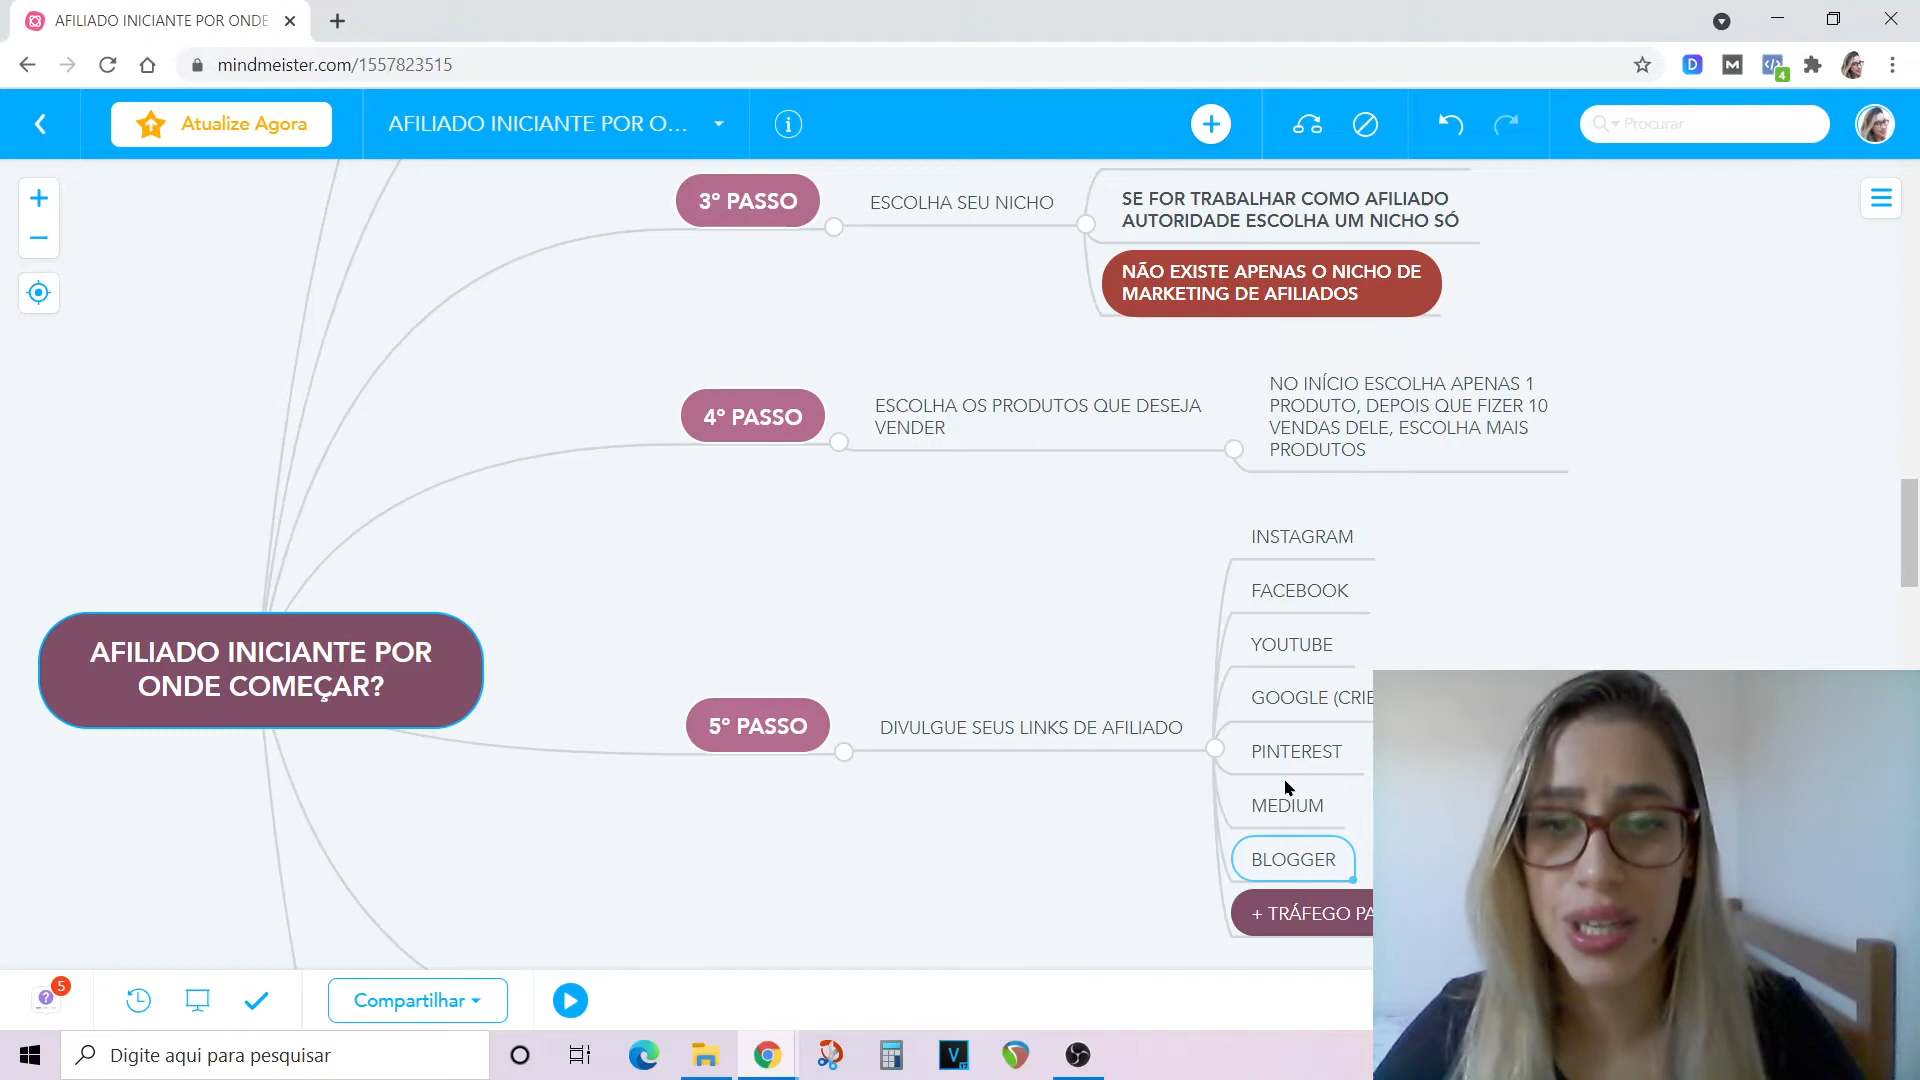 AFILIADO INICIANTE POR ONDE
mindmeister.com/1557823515
D
M
4
Atualize Agora
AFILIADO INICIANTE POR O...
Procurar
3º PASSO
ESCOLHA SEU NICHO
SE FOR TRABALHAR COMO AFILIADO
AUTORIDADE ESCOLHA UM NICHO SÓ
NÃO EXISTE APENAS O NICHO DE
MARKETING DE AFILIADOS
4º PASSO
ESCOLHA OS PRODUTOS QUE DESEJA
VENDER
NO INÍCIO ESCOLHA APENAS 1
PRODUTO, DEPOIS QUE FIZER 10
VENDAS DELE, ESCOLHA MAIS
PRODUTOS
AFILIADO INICIANTE POR
ONDE COMEÇAR?
5º PASSO
DIVULGUE SEUS LINKS DE AFILIADO
INSTAGRAM
FACEBOOK
YOUTUBE
GOOGLE (CRIE
PINTEREST
MEDIUM
BLOGGER
+ TRÁFEGO PA
5
Compartilhar
Digite aqui para pesquisar
V